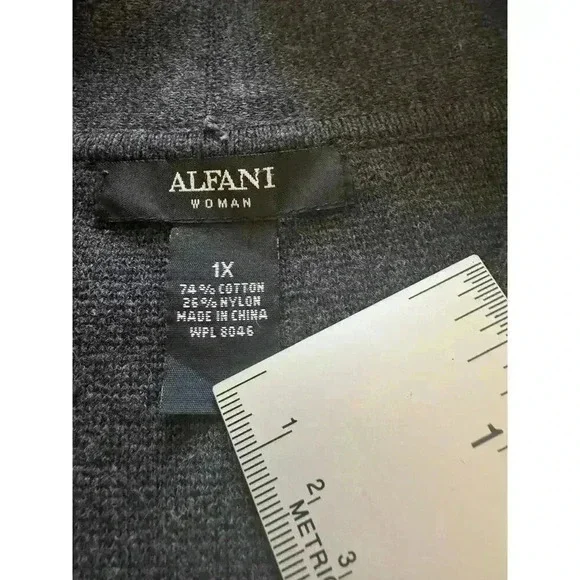 ALFANI
WOMAN
1X
74% COTTON
26% NYLON
MADE IN CHINA
WPL 8046
1
1
2
3
METRIC